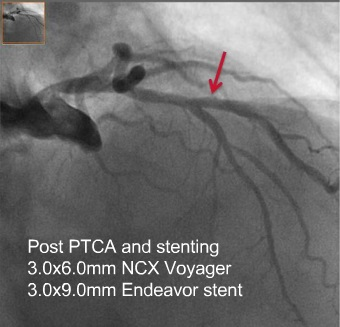 Post PTCA and stenting
3.0x6.0mm NCX Voyager
3.0x9.0mm Endeavor stent